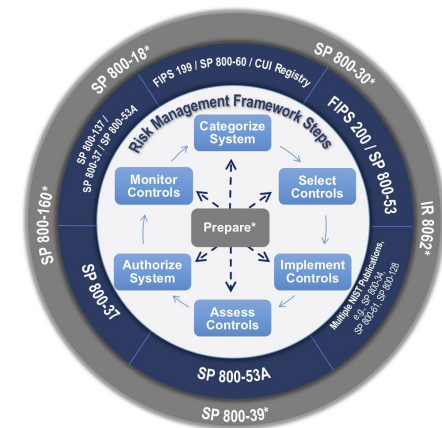 SP 800-18*
SP 800-30*
IR 8062*
SP 800-39*
SP 800-160*
FIPS 199 / SP 800-60 / CUI Registry
FIPS 200 / SP 800-53
Multiple NIST Publications,
e.g., SP 800-34,
SP 800-61, SP 800-128
SP 800-53A
SP 800-37
SP 800-137 /
SP 800-37 / SP 800-53A
Risk Management Framework Steps
Categorize
System
Select
Controls
Implement
Controls
Assess
Controls
Authorize
System
Monitor
Controls
Prepare*